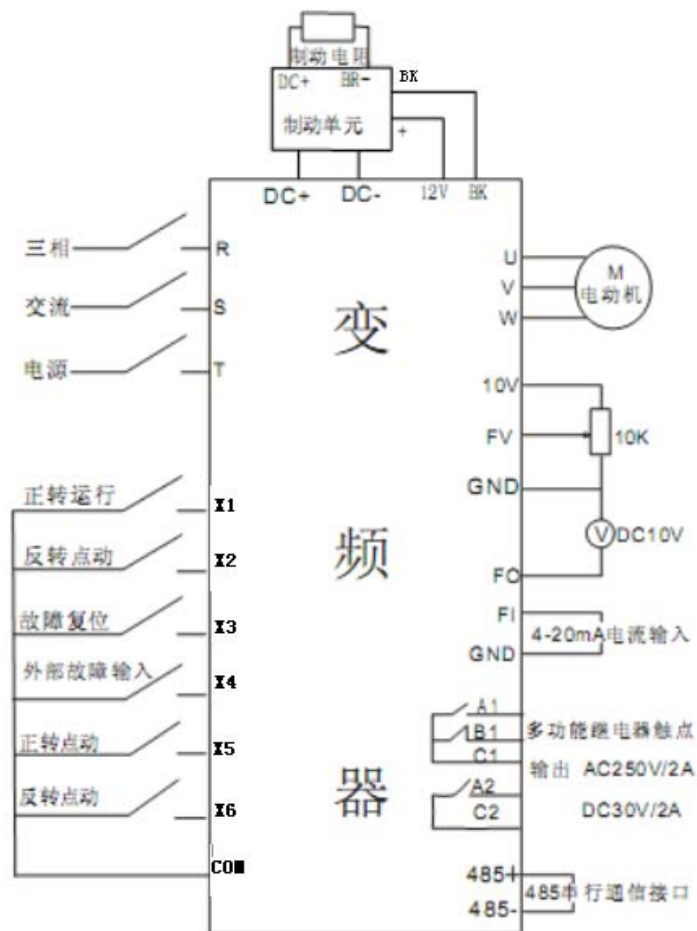 制动电阻
DC+ BR- BK
制动单元 +
DC+ DC- 12V BK
三相 R
交流 S
电源 T
U
V
W
M
电动机
变
频
器
10V
FV 10K
GND
DC10V
V
FO
FI
4-20mA电流输入
GND
正转运行 X1
反转点动 X2
故障复位 X3
外部故障输入 X4
正转点动 X5
反转点动 X6
COM
A1
B1 多功能继电器触点
C1
输出 AC250V/2A
A2
C2 DC30V/2A
485+
485串行通信接口
485-